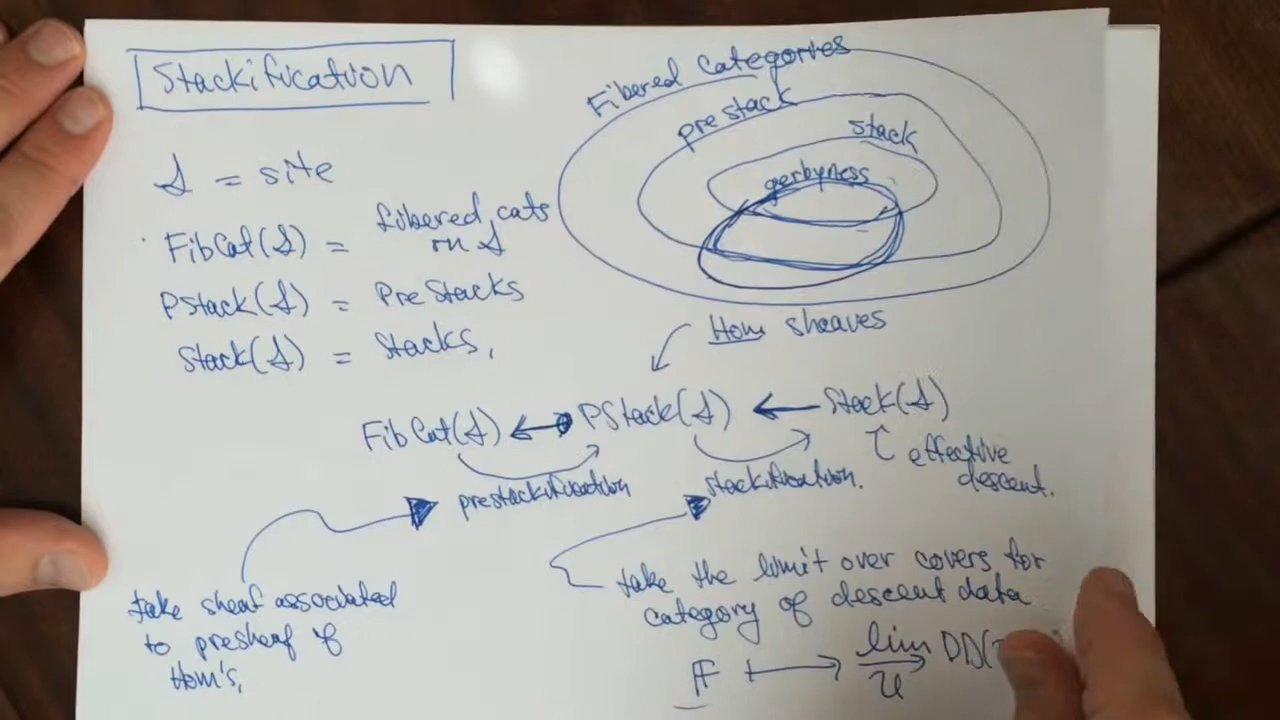 Stackification
Fibered Categories
prestack
stack
gerbyness
S = site
FibCat(S) = fibered cats on S
PStack(S) = PreStacks
Stack(S) = Stacks,
Hom sheaves
FibCat(S) ← PStack(S) ← Stack(S)
prestackification
stackification.
effective
descent.
take sheaf associated
to presheaf of
Hom's,
take the limit over covers for
category of descent data
F ↦ lim DD(
U